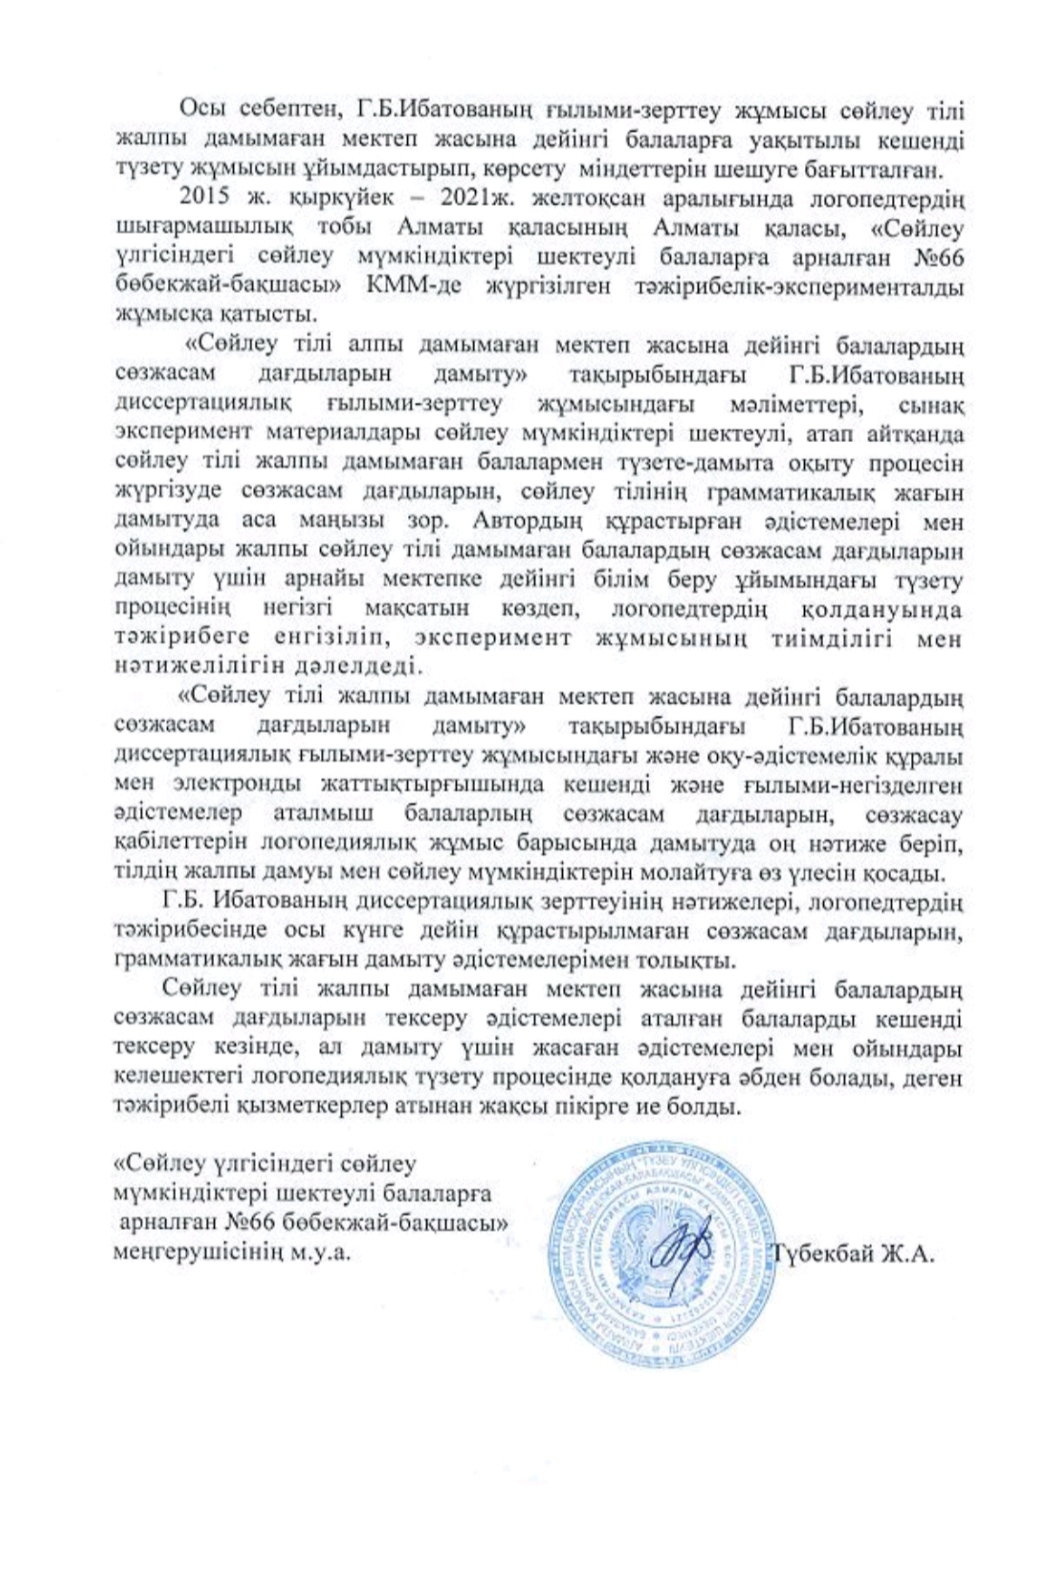 Осы себептен, Г.Б.Ибатованың ғылыми-зерттеу жұмысы сөйлеу тілі
жалпы дамымаған мектеп жасына дейінгі балаларға уақытылы кешенді
түзету жұмысын ұйымдастырып, көрсету міндеттерін шешуге бағытталған.
2015 ж. қыркүйек – 2021ж. желтоқсан аралығында логопедтердің
шығармашылық тобы Алматы қаласының Алматы қаласы, «Сөйлеу
үлгісіндегі сөйлеу мүмкіндіктері шектеулі балаларға арналған №66
бөбекжай-бақшасы» КММ-де жүргізілген тәжірибелік-эксперименталды
жұмысқа қатысты.
«Сөйлеу тілі алпы дамымаған мектеп жасына дейінгі балалардың
сөзжасам дағдыларын дамыту» тақырыбындағы Г.Б.Ибатованың
диссертациялық ғылыми-зерттеу жұмысындағы мәліметтері, сынақ
эксперимент материалдары сөйлеу мүмкіндіктері шектеулі, атап айтқанда
сөйлеу тілі жалпы дамымаған балалармен түзете-дамыта оқыту процесін
жүргізуде сөзжасам дағдыларын, сөйлеу тілінің грамматикалық жағын
дамытуда аса маңызы зор. Автордың құрастырған әдістемелері мен
ойындары жалпы сөйлеу тілі дамымаған балалардың сөзжасам дағдыларын
дамыту үшін арнайы мектепке дейінгі білім беру ұйымындағы түзету
процесінің негізгі мақсатын көздеп, логопедтердің қолдануында
тәжірибеге енгізіліп, эксперимент жұмысының тиімділігі мен
нәтижелілігін дәлелдеді.
«Сөйлеу тілі жалпы дамымаған мектеп жасына дейінгі балалардың
сөзжасам дағдыларын дамыту» тақырыбындағы Г.Б.Ибатованың
диссертациялық ғылыми-зерттеу жұмысындағы және оқу-әдістемелік құралы
мен электронды жаттықтырғышында кешенді және ғылыми-негізделген
әдістемелер аталмыш балаларлың сөзжасам дағдыларын, сөзжасау
қабілеттерін логопедиялық жұмыс барысында дамытуда оң нәтиже беріп,
тілдің жалпы дамуы мен сөйлеу мүмкіндіктерін молайтуға өз үлесін қосады.
Г.Б. Ибатованың диссертациялық зерттеуінің нәтижелері, логопедтердің
тәжірибесінде осы күнге дейін құрастырылмаған сөзжасам дағдыларын,
грамматикалық жағын дамыту әдістемелерімен толықты.
Сөйлеу тілі жалпы дамымаған мектеп жасына дейінгі балалардың
сөзжасам дағдыларын тексеру әдістемелері аталған балаларды кешенді
тексеру кезінде, ал дамыту үшін жасаған әдістемелері мен ойындары
келешектегі логопедиялық түзету процесінде қолдануға әбден болады, деген
тәжірибелі қызметкерлер атынан жақсы пікірге ие болды.
«Сөйлеу үлгісіндегі сөйлеу
мүмкіндіктері шектеулі балаларға
арналған №66 бөбекжай-бақшасы»
меңгерушісінің м.у.а.
Түбекбай Ж.А.